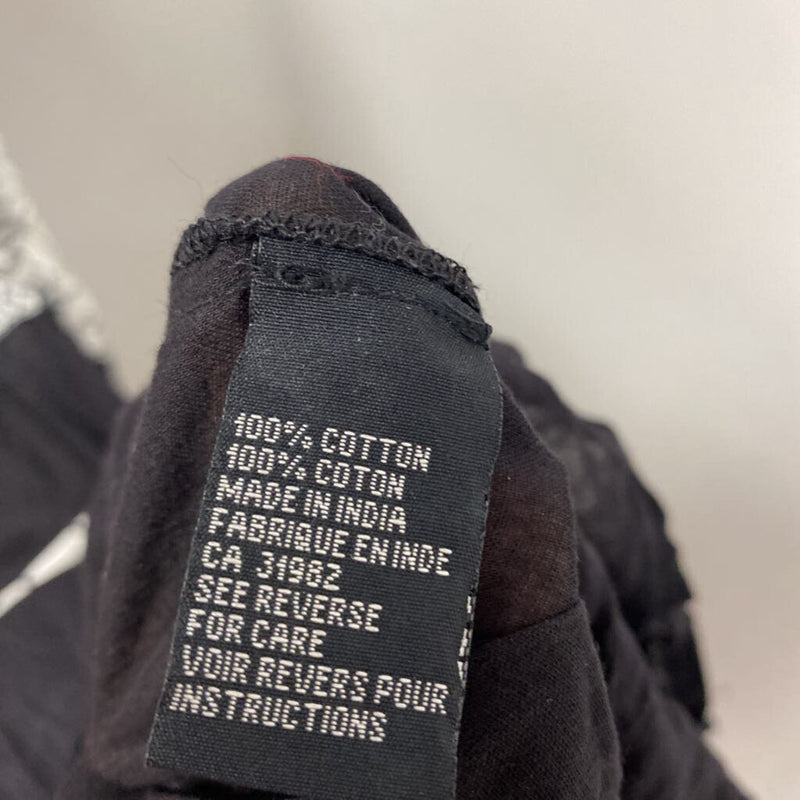 100% COTTON
100% COTON
MADE IN INDIA
FABRIQUE EN INDE
CA 31982
SEE REVERSE
FOR CARE
VOIR REVERS POUR
INSTRUCTIONS